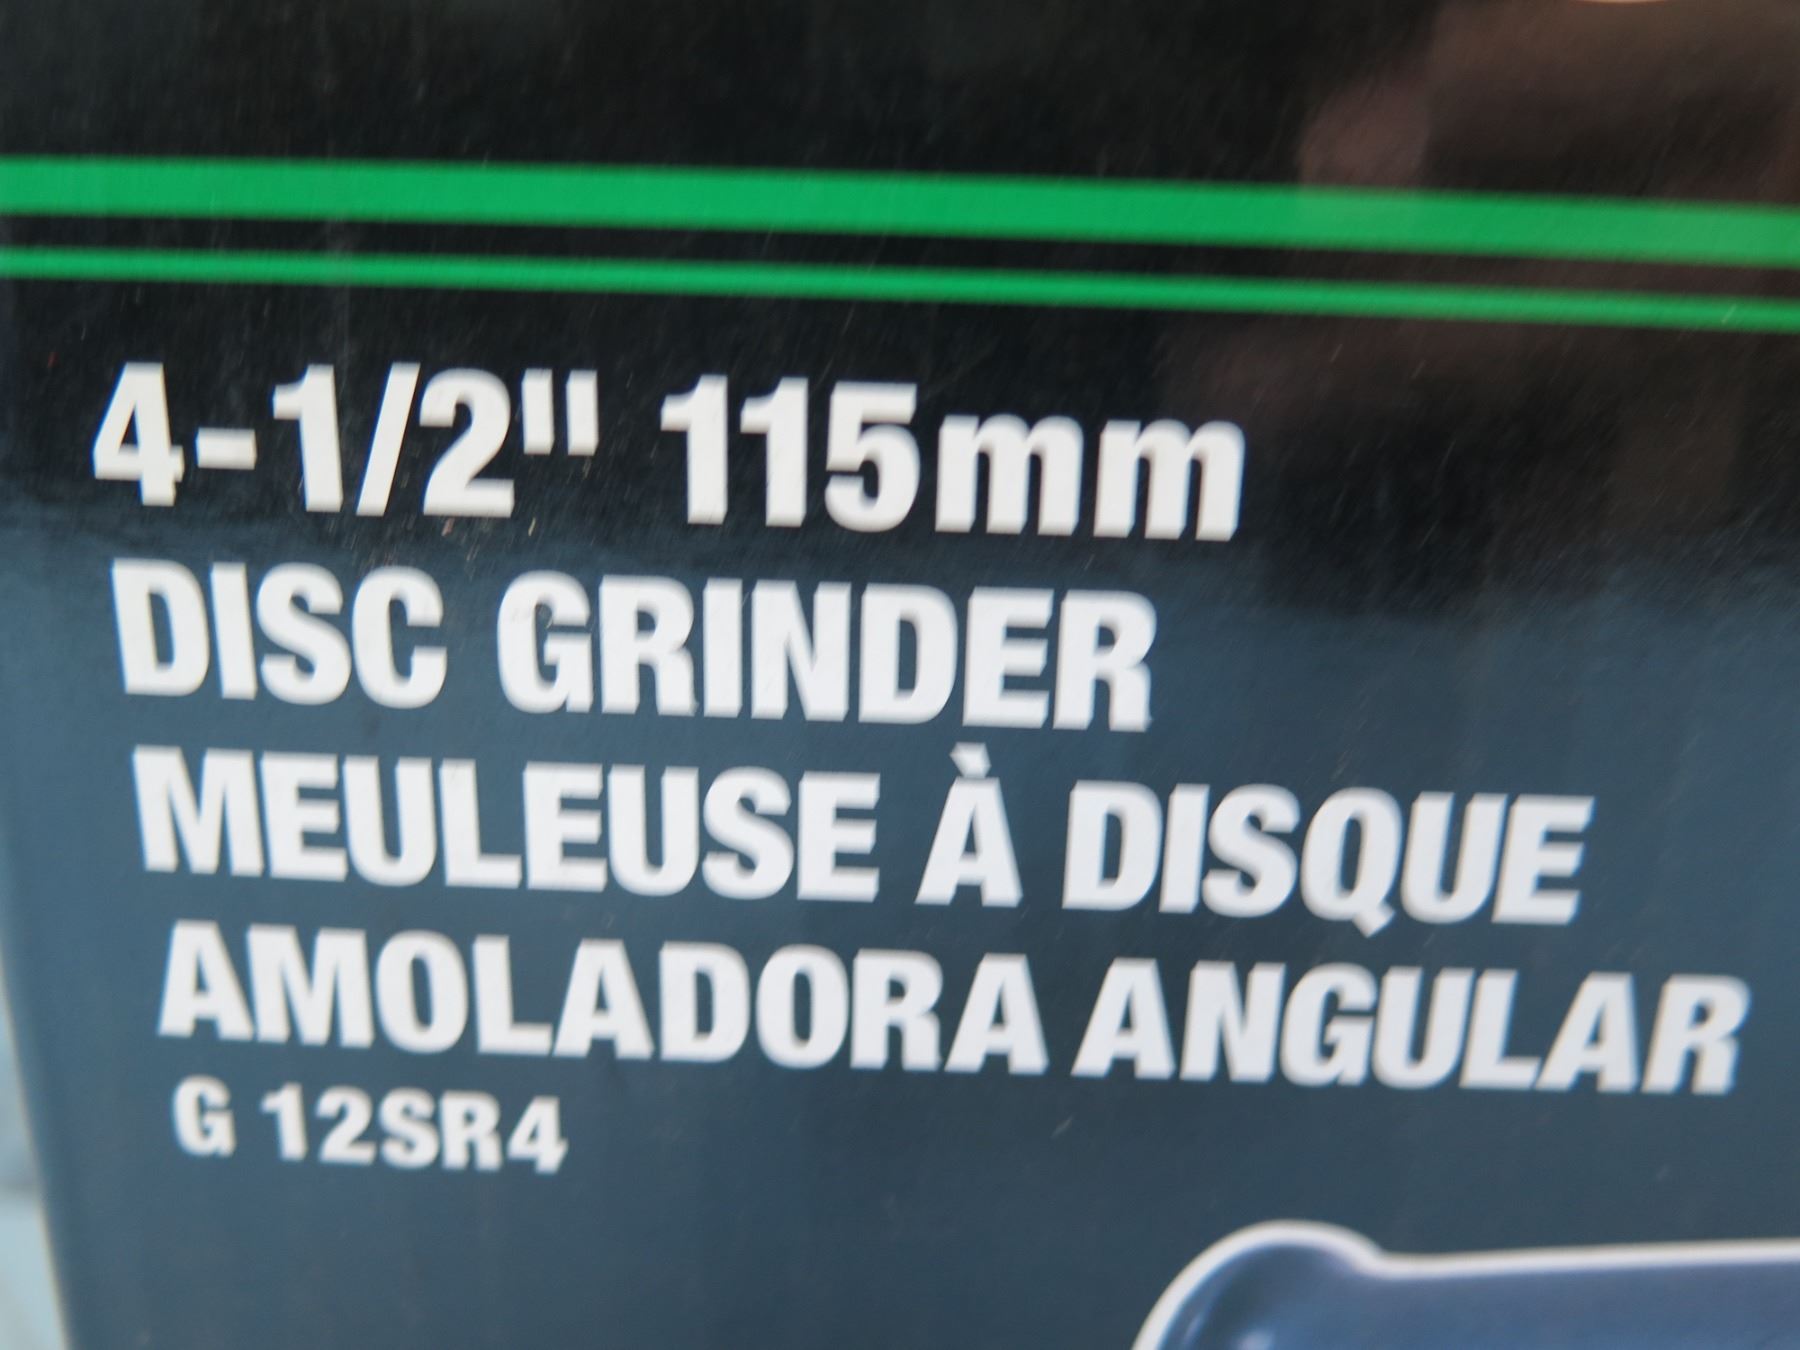 4-1/2" 115mm
DISC GRINDER
MEULEUSE À DISQUE
AMOLADORA ANGULAR
G 12SR4